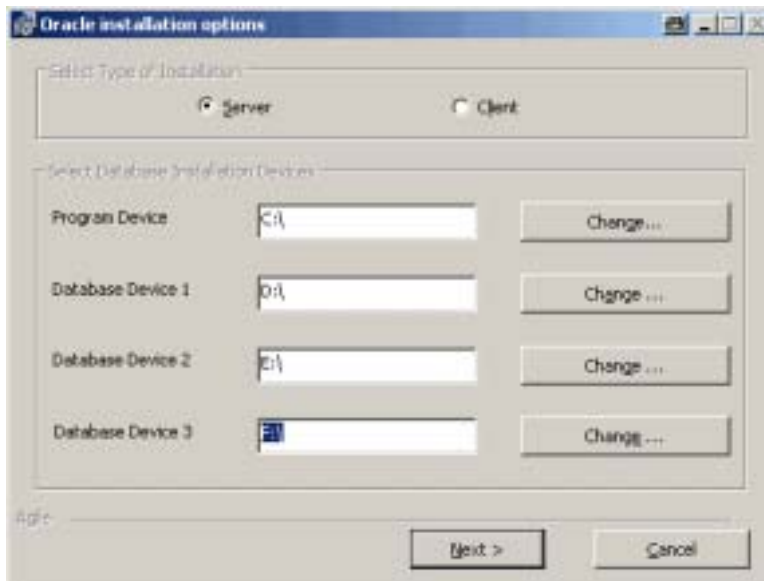 Oracle installation options
Select Type of Installation
Server
Client
Select Database Installation Devices
Program Device
C:\
Change...
Database Device 1
D:\
Change ...
Database Device 2
E:\
Change ...
Database Device 3
F:\
Change ...
Agile
Next >
Cancel